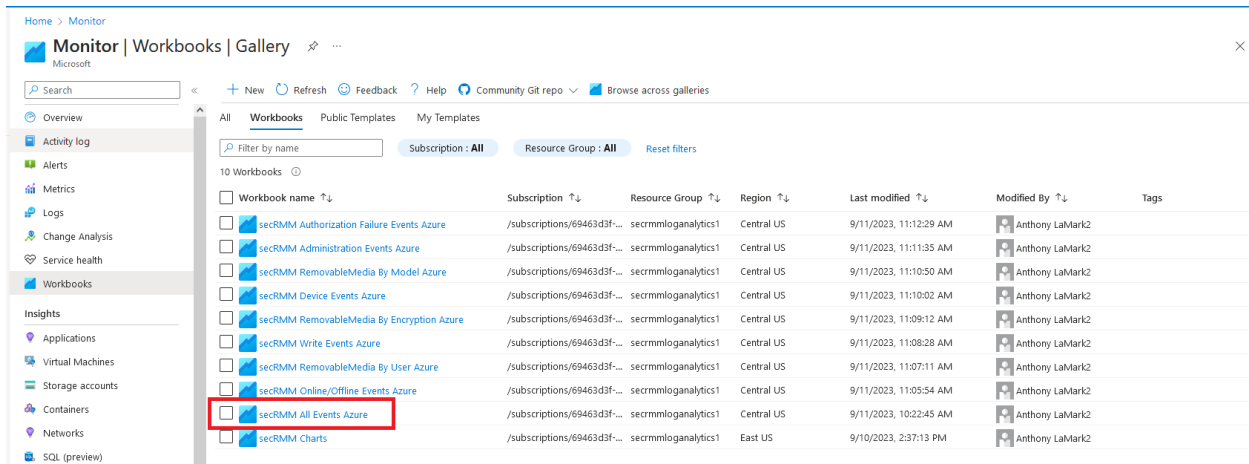 Home > Monitor
Monitor | Workbooks | Gallery ...
Microsoft
Search «
New Refresh Feedback ? Help Community Git repo Browse across galleries
Overview
Activity log
Alerts
Metrics
Logs
Change Analysis
Service health
Workbooks
Insights
Applications
Virtual Machines
Storage accounts
Containers
Networks
SQL (preview)
All Workbooks Public Templates My Templates
Filter by name Subscription : All Resource Group : All Reset filters
10 Workbooks
Workbook name ↑↓ Subscription ↑↓ Resource Group ↑↓ Region ↑↓ Last modified ↑↓ Modified By ↑↓ Tags
secRMM Authorization Failure Events Azure /subscriptions/69463d3f-... secrmmloganalytics1 Central US 9/11/2023, 11:12:29 AM Anthony LaMark2
secRMM Administration Events Azure /subscriptions/69463d3f-... secrmmloganalytics1 Central US 9/11/2023, 11:11:35 AM Anthony LaMark2
secRMM RemovableMedia By Model Azure /subscriptions/69463d3f-... secrmmloganalytics1 Central US 9/11/2023, 11:10:50 AM Anthony LaMark2
secRMM Device Events Azure /subscriptions/69463d3f-... secrmmloganalytics1 Central US 9/11/2023, 11:10:02 AM Anthony LaMark2
secRMM RemovableMedia By Encryption Azure /subscriptions/69463d3f-... secrmmloganalytics1 Central US 9/11/2023, 11:09:12 AM Anthony LaMark2
secRMM Write Events Azure /subscriptions/69463d3f-... secrmmloganalytics1 Central US 9/11/2023, 11:08:28 AM Anthony LaMark2
secRMM RemovableMedia By User Azure /subscriptions/69463d3f-... secrmmloganalytics1 Central US 9/11/2023, 11:07:11 AM Anthony LaMark2
secRMM Online/Offline Events Azure /subscriptions/69463d3f-... secrmmloganalytics1 Central US 9/11/2023, 11:05:54 AM Anthony LaMark2
secRMM All Events Azure /subscriptions/69463d3f-... secrmmloganalytics1 Central US 9/11/2023, 10:22:45 AM Anthony LaMark2
secRMM Charts /subscriptions/69463d3f-... secrmmloganalytics1 East US 9/10/2023, 2:37:13 PM Anthony LaMark2